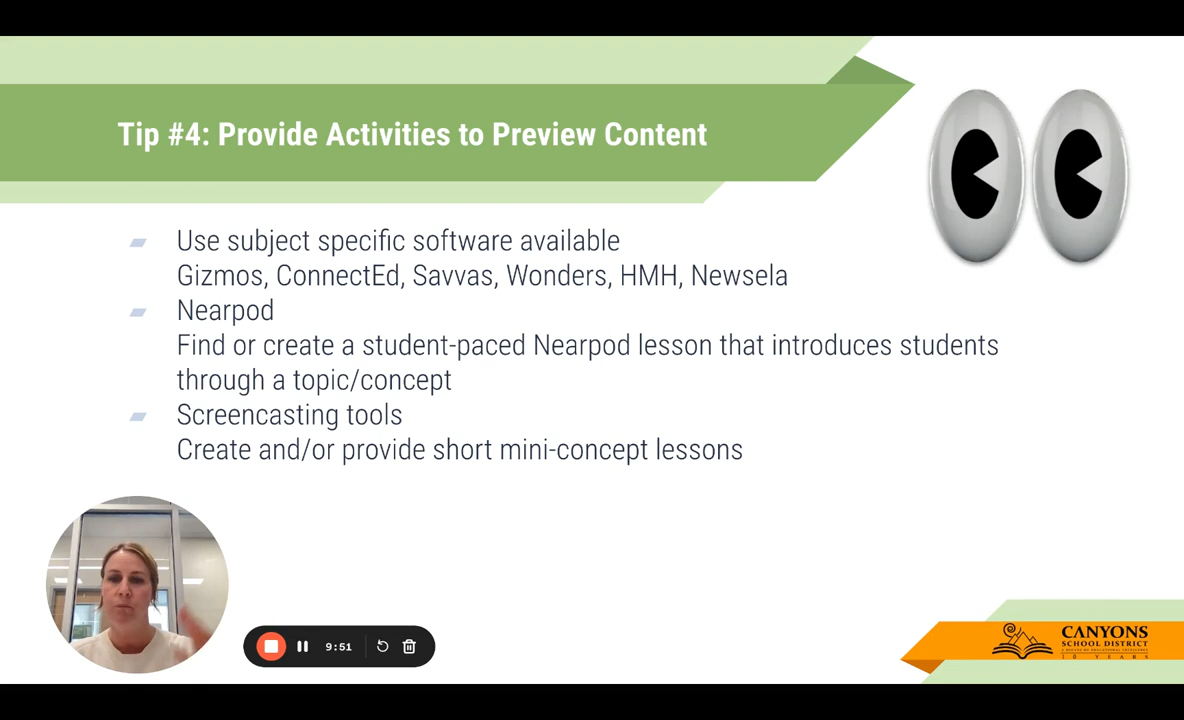 Tip #4: Provide Activities to Preview Content
Use subject specific software available
Gizmos, ConnectEd, Savvas, Wonders, HMH, Newsela
Nearpod
Find or create a student-paced Nearpod lesson that introduces students
through a topic/concept
Screencasting tools
Create and/or provide short mini-concept lessons
9:51
CANYONS
SCHOOL DISTRICT
10 YEARS